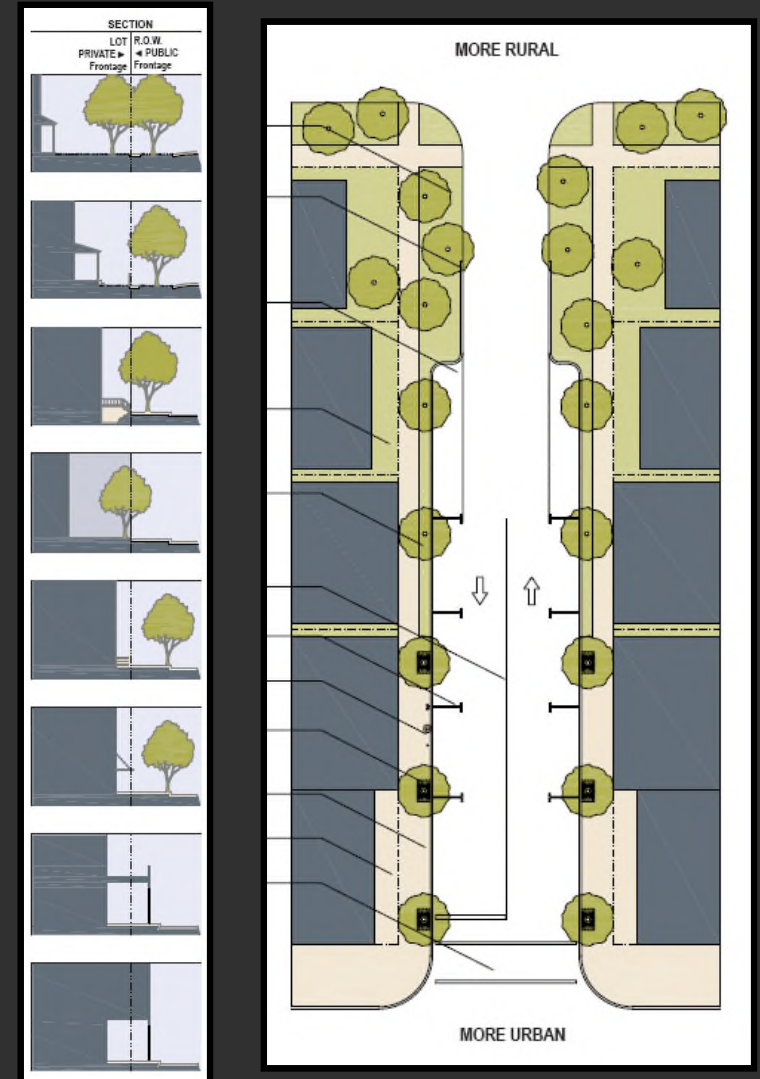 SECTION
LOT R.O.W.
PRIVATE ► ◄ PUBLIC
Frontage Frontage
MORE RURAL
MORE URBAN